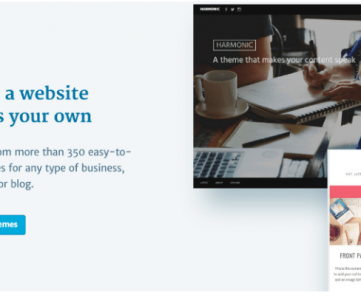 a website
s your own
om more than 350 easy-to-
s for any type of business,
or blog.
emes
HARMONIC
HARMONIC
A theme that makes your content speak
FRONT P